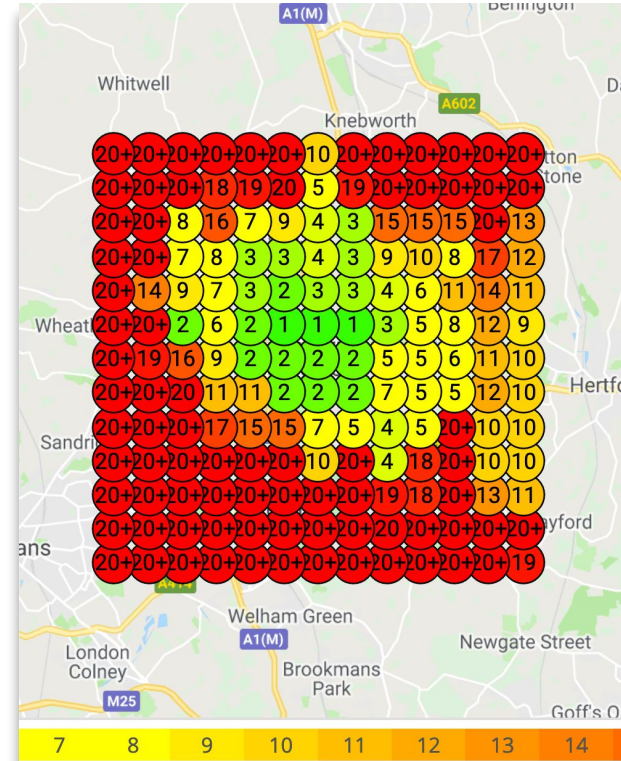 A1(M)
Benington
Whitwell
A602
Knebworth
20+ 20+ 20+ 20+ 20+ 20+ 10 20+ 20+ 20+ 20+ 20+ 20+
tton
tone
20+ 20+ 20+ 18 19 20 5 19 20+ 20+ 20+ 20+ 20+
20+ 20+ 8 16 7 9 4 3 15 15 15 20+ 13
20+ 20+ 7 8 3 3 4 3 9 10 8 17 12
20+ 14 9 7 3 2 3 3 4 6 11 14 11
Wheat 20+ 20+ 2 6 2 1 1 1 3 5 8 12 9
20+ 19 16 9 2 2 2 2 5 5 6 11 10
20+ 20+ 20 11 11 2 2 2 7 5 5 12 10 Hertf
20+ 20+ 20+ 17 15 15 7 5 4 5 20+ 10 10
Sandri
20+ 20+ 20+ 20+ 20+ 20+ 10 20+ 4 18 20+ 10 10
20+ 20+ 20+ 20+ 20+ 20+ 20+ 20+ 19 18 20+ 13 11
20+ 20+ 20+ 20+ 20+ 20+ 20+ 20+ 20 20+ 20+ 20+ 20+ yford
ans
20+ 20+ 20+ 20+ 20+ 20+ 20+ 20+ 20+ 20+ 20+ 20+ 19
A414
Welham Green
A1(M)
Newgate Street
London
Colney
Brookmans
Park
M25
Goff's O
7 8 9 10 11 12 13 14